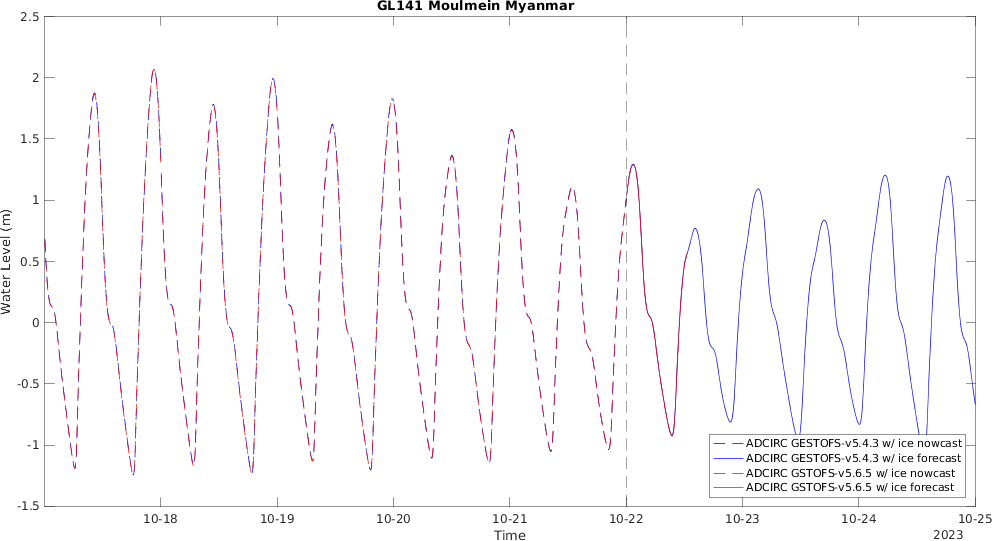 GL141 Moulmein Myanmar
2.5
2
1.5
1
0.5
0
-0.5
-1
-1.5
Water Level (m)
10-18
10-19
10-20
10-21
10-22
10-23
10-24
10-25
Time
2023
ADCIRC GESTOFS-v5.4.3 w/ ice nowcast
ADCIRC GESTOFS-v5.4.3 w/ ice forecast
ADCIRC GSTOFS-v5.6.5 w/ ice nowcast
ADCIRC GSTOFS-v5.6.5 w/ ice forecast